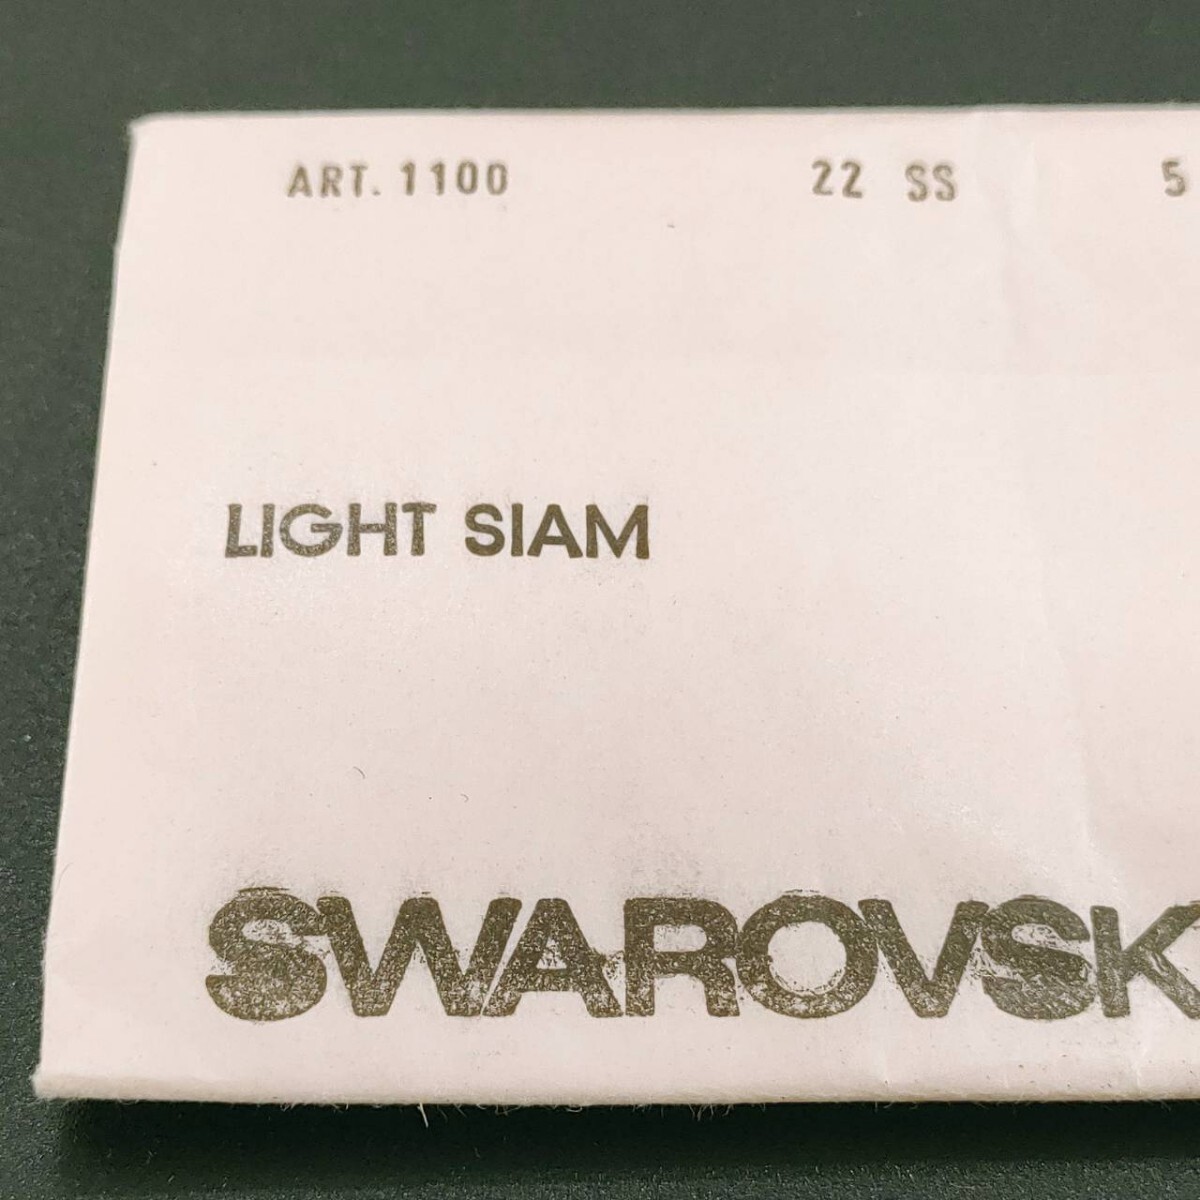 ART. 1100 22 SS 5
LIGHT SIAM
SWAROVSK